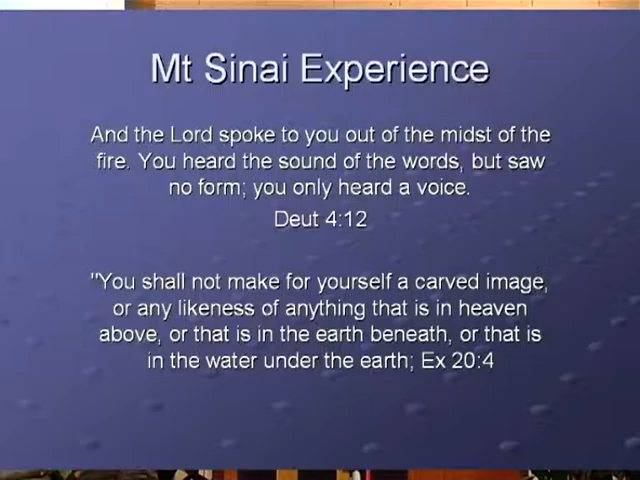 Mt Sinai Experience
And the Lord spoke to you out of the midst of the
fire. You heard the sound of the words, but saw
no form; you only heard a voice.
Deut 4:12
"You shall not make for yourself a carved image,
or any likeness of anything that is in heaven
above, or that is in the earth beneath, or that is
in the water under the earth; Ex 20:4